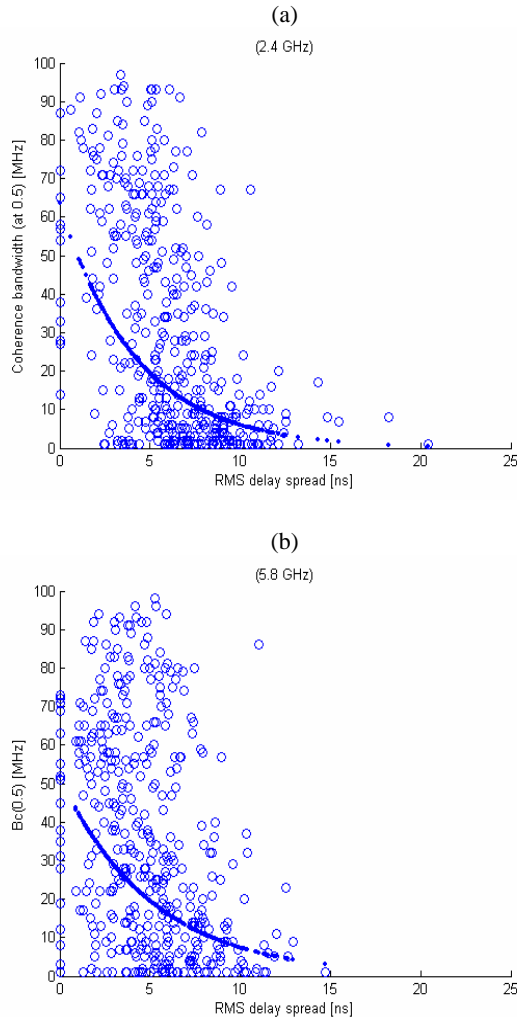 (a)
(2.4 GHz)
100
90
80
70
60
50
40
30
20
10
0
Coherence bandwidth (at 0.5) [MHz]
0 5 10 15 20 25
RMS delay spread [ns]
(b)
(5.8 GHz)
100
90
80
70
60
50
40
30
20
10
0
Bc(0.5) [MHz]
0 5 10 15 20 25
RMS delay spread [ns]